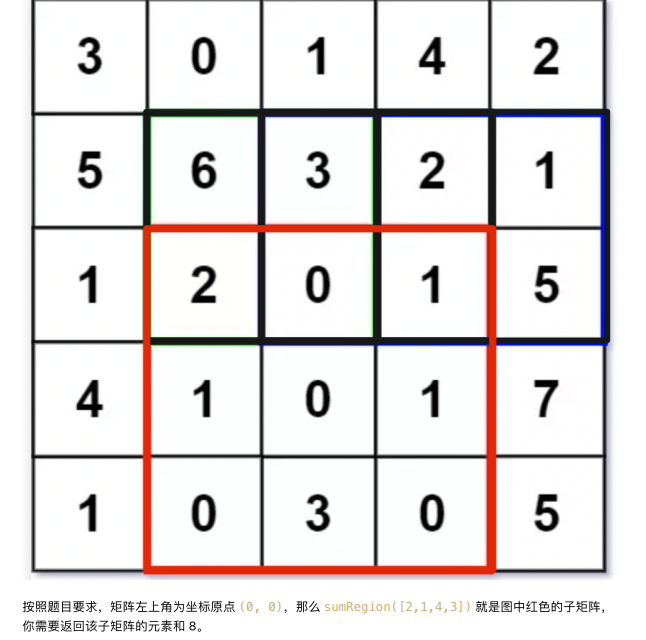 3 0 1 4 2
5 6 3 2 1
1 2 0 1 5
4 1 0 1 7
1 0 3 0 5
按照题目要求，矩阵左上角为坐标原点 (0, 0)，那么 sumRegion([2,1,4,3]) 就是图中红色的子矩阵，
你需要返回该子矩阵的元素和 8。